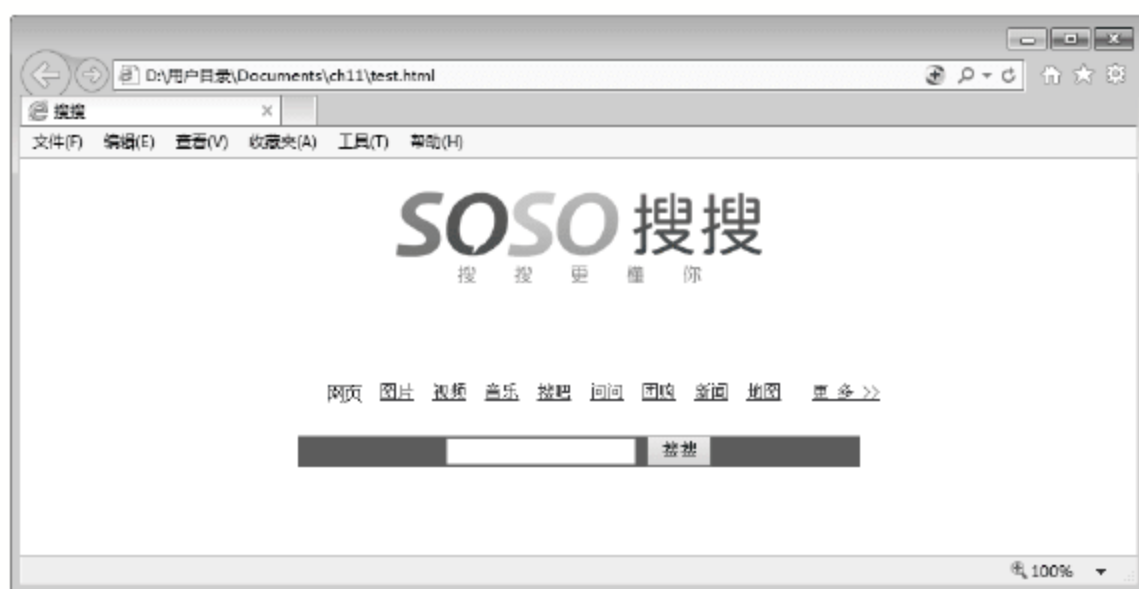 D:\用户目录\Documents\ch11\test.html
搜搜
文件(F) 编辑(E) 查看(V) 收藏夹(A) 工具(T) 帮助(H)
SOSO 搜搜
搜 搜 更 懂 你
网页 图片 视频 音乐 搜吧 问问 团购 新闻 地图 更多>>
搜搜
100%